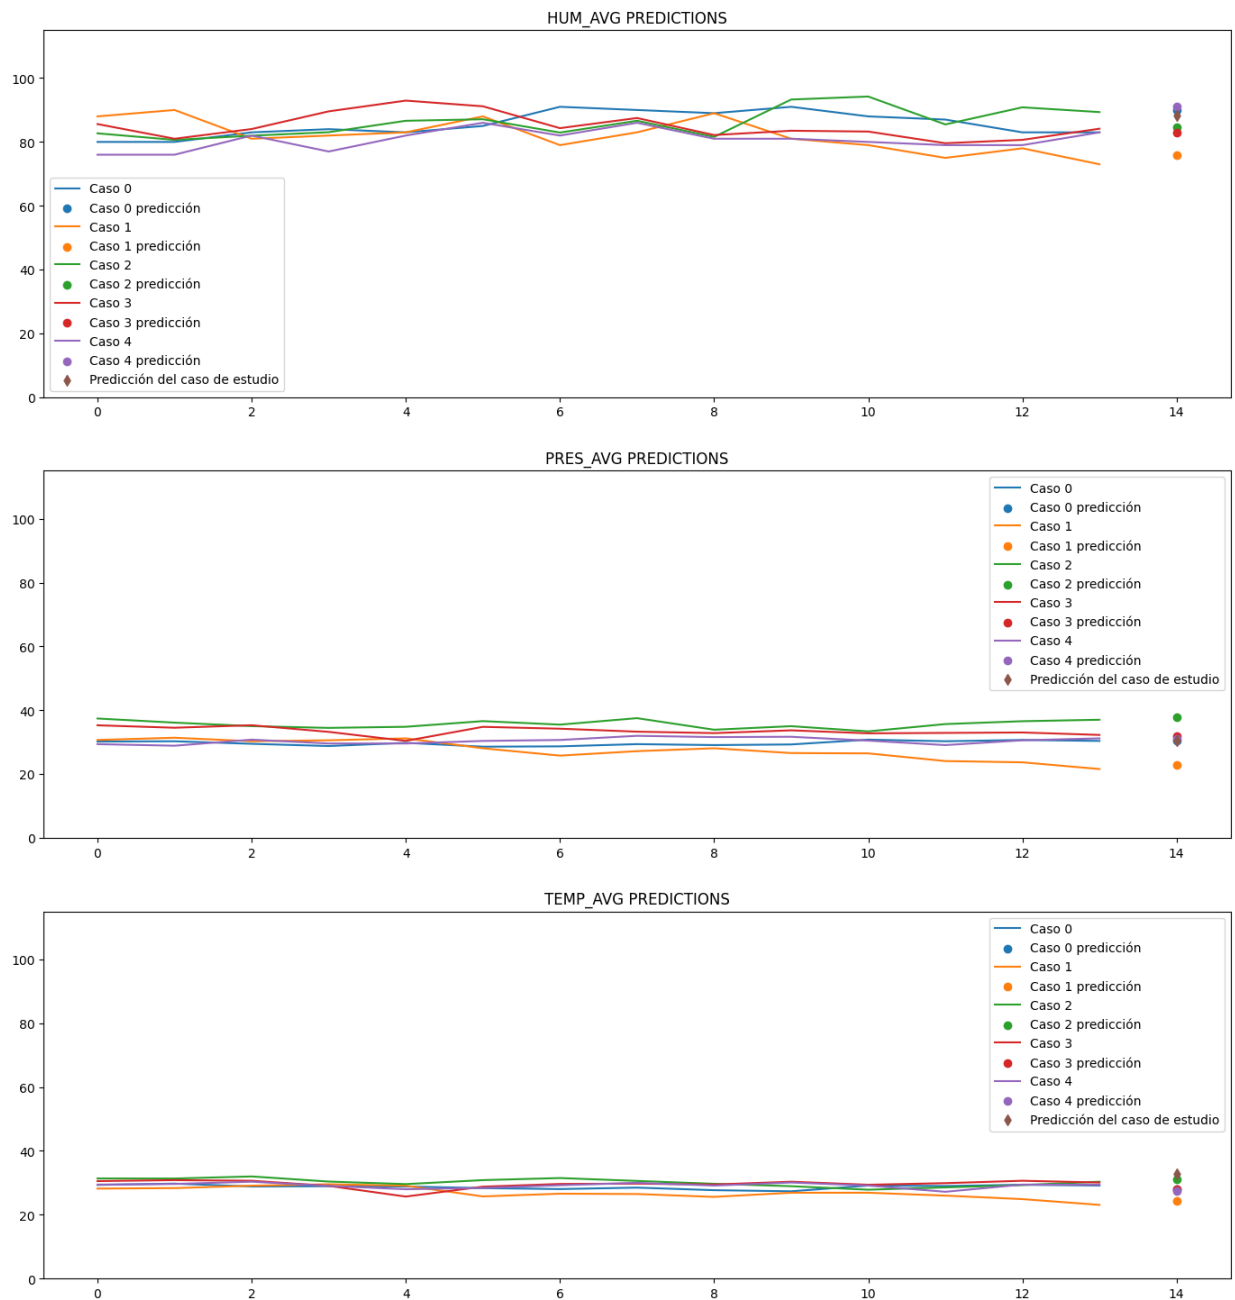 HUM_AVG PREDICTIONS
100
80
60
40
20
0
Caso 0
Caso 0 predicción
Caso 1
Caso 1 predicción
Caso 2
Caso 2 predicción
Caso 3
Caso 3 predicción
Caso 4
Caso 4 predicción
Predicción del caso de estudio
0 2 4 6 8 10 12 14
PRES_AVG PREDICTIONS
100
80
60
40
20
0
Caso 0
Caso 0 predicción
Caso 1
Caso 1 predicción
Caso 2
Caso 2 predicción
Caso 3
Caso 3 predicción
Caso 4
Caso 4 predicción
Predicción del caso de estudio
0 2 4 6 8 10 12 14
TEMP_AVG PREDICTIONS
100
80
60
40
20
0
Caso 0
Caso 0 predicción
Caso 1
Caso 1 predicción
Caso 2
Caso 2 predicción
Caso 3
Caso 3 predicción
Caso 4
Caso 4 predicción
Predicción del caso de estudio
0 2 4 6 8 10 12 14